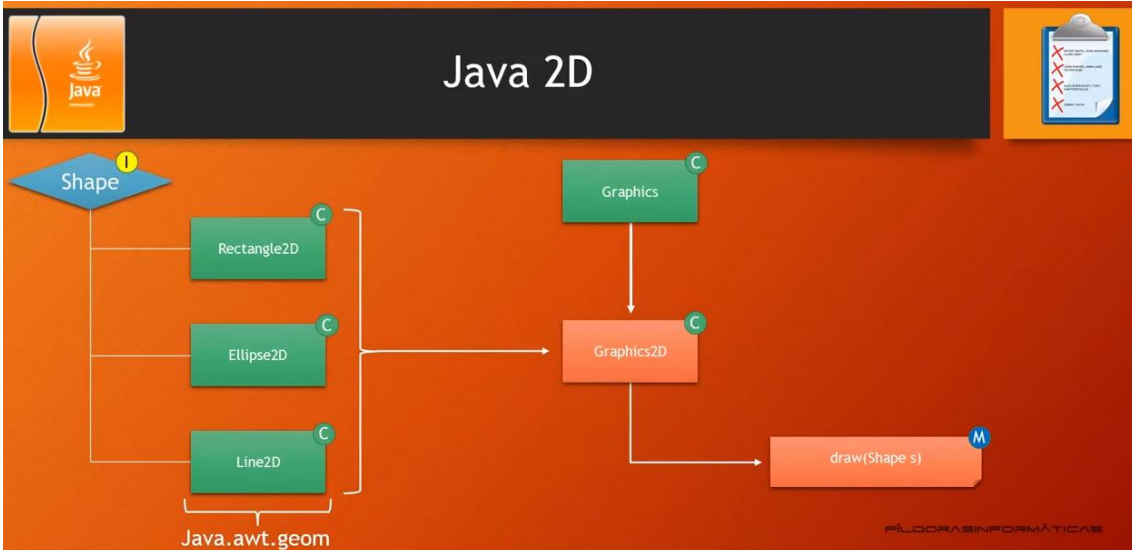 Java
Java 2D
I
Shape
C
Rectangle2D
C
Ellipse2D
C
Line2D
Java.awt.geom
C
Graphics
C
Graphics2D
M
draw(Shape s)
PÍLDORASINFORMÁTICAS